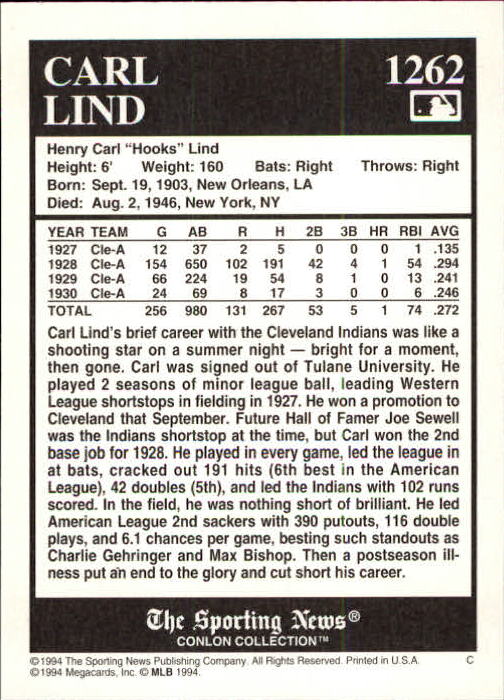 CARL 1262
LIND
Henry Carl "Hooks" Lind
Height: 6' Weight: 160 Bats: Right Throws: Right
Born: Sept. 19, 1903, New Orleans, LA
Died: Aug. 2, 1946, New York, NY
YEAR TEAM G AB R H 2B 3B HR RBI AVG
1927 Cle-A 12 37 2 5 0 0 0 1 .135
1928 Cle-A 154 650 102 191 42 4 1 54 .294
1929 Cle-A 66 224 19 54 8 1 0 13 .241
1930 Cle-A 24 69 8 17 3 0 0 6 .246
TOTAL 256 980 131 267 53 5 1 74 .272
Carl Lind's brief career with the Cleveland Indians was like a
shooting star on a summer night — bright for a moment,
then gone. Carl was signed out of Tulane University. He
played 2 seasons of minor league ball, leading Western
League shortstops in fielding in 1927. He won a promotion to
Cleveland that September. Future Hall of Famer Joe Sewell
was the Indians shortstop at the time, but Carl won the 2nd
base job for 1928. He played in every game, led the league in
at bats, cracked out 191 hits (6th best in the American
League), 42 doubles (5th), and led the Indians with 102 runs
scored. In the field, he was nothing short of brilliant. He led
American League 2nd sackers with 390 putouts, 116 double
plays, and 6.1 chances per game, besting such standouts as
Charlie Gehringer and Max Bishop. Then a postseason ill-
ness put an end to the glory and cut short his career.
The Sporting News®
CONLON COLLECTION™
©1994 The Sporting News Publishing Company. All Rights Reserved. Printed in U.S.A. C
©1994 Megacards, Inc. © MLB 1994.